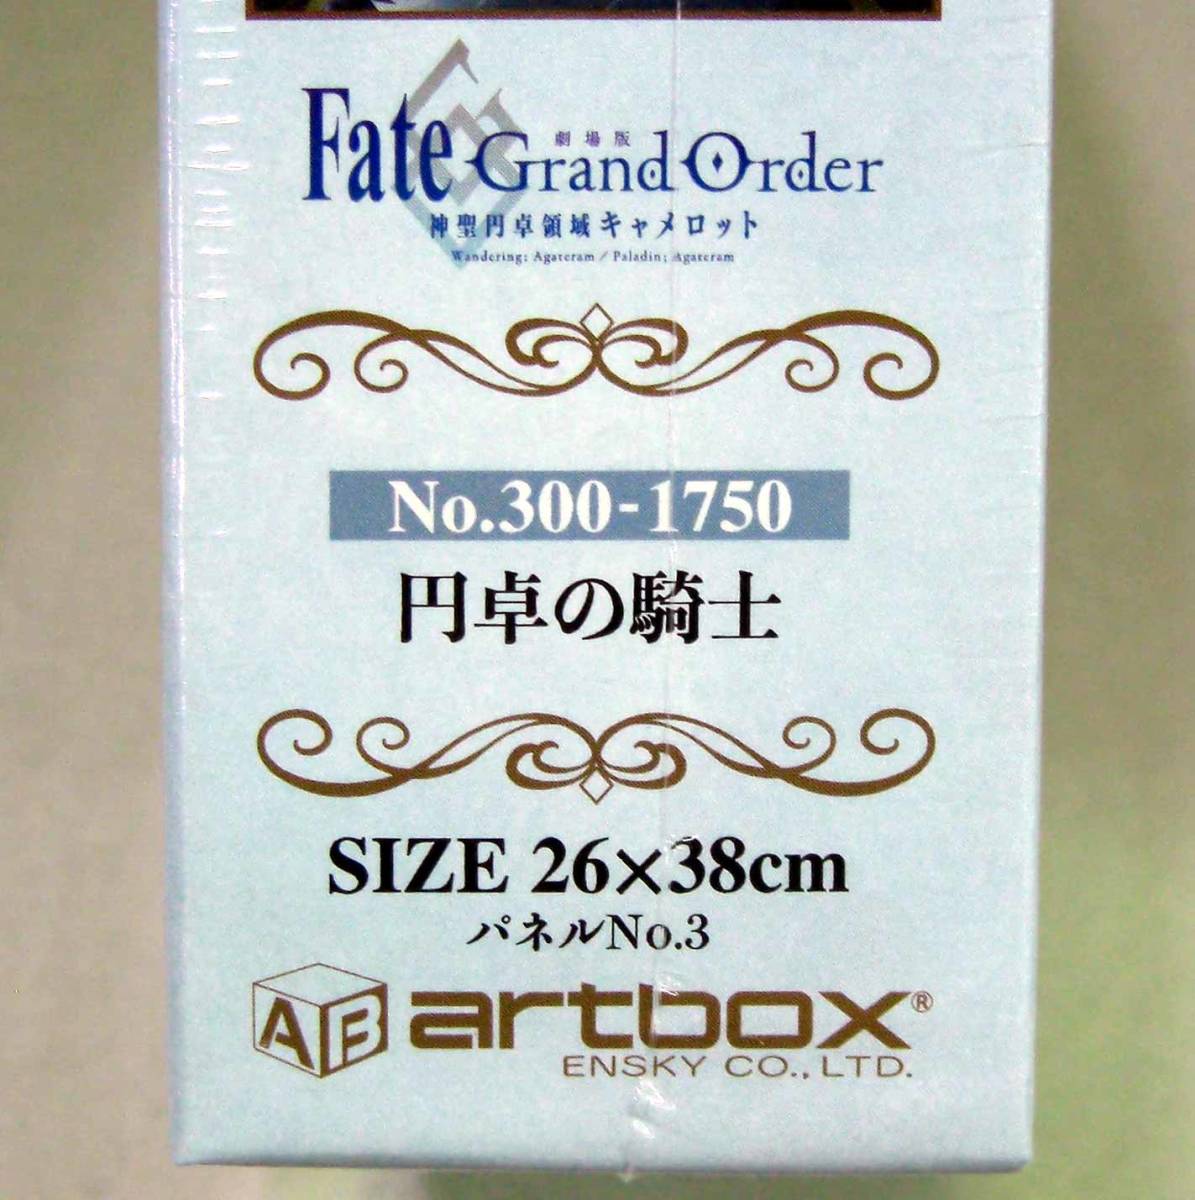 劇場版
Fate Grand Order
神聖円卓領域キャメロット
Wandering; Agateram / Paladin; Agateram
No.300-1750
円卓の騎士
SIZE 26×38cm
パネルNo.3
AB artbox®
ENSKY CO., LTD.